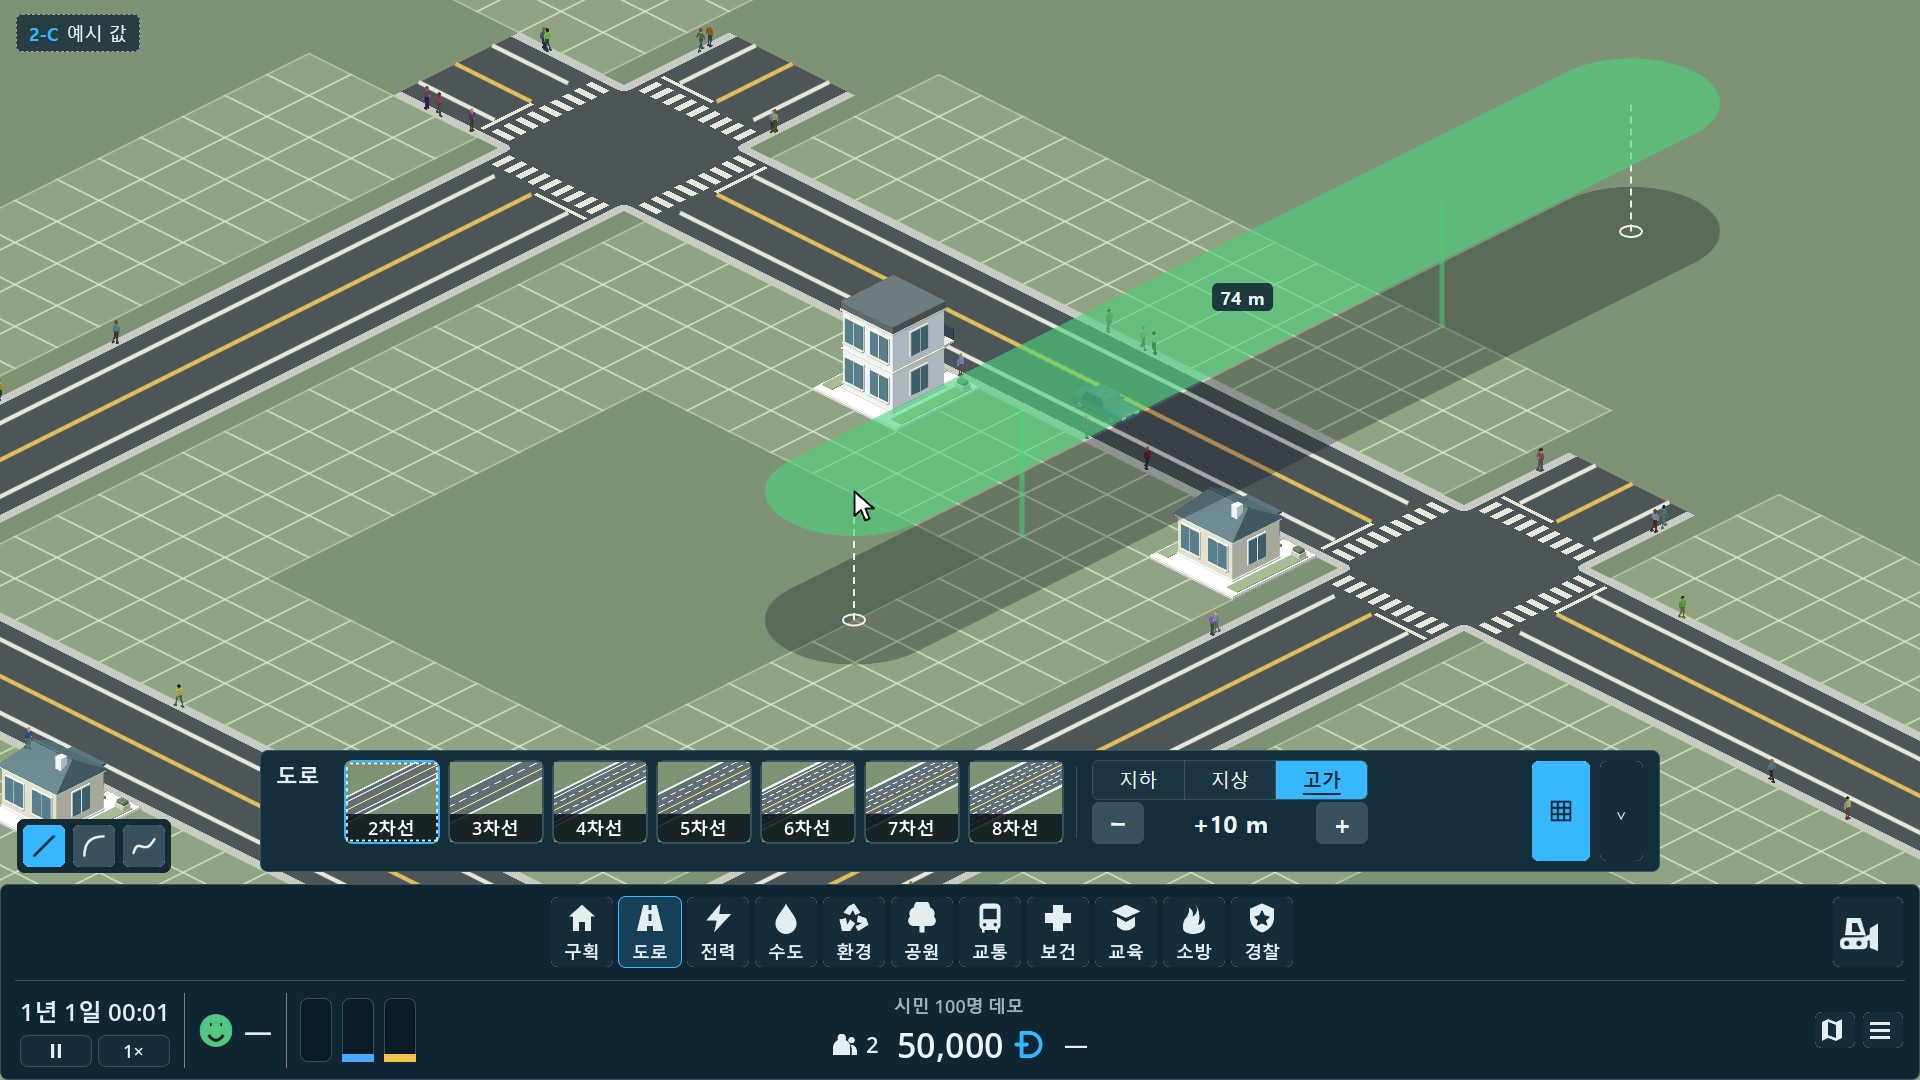 2-C 예시 값
74 m
도로
2차선
3차선
4차선
5차선
6차선
7차선
8차선
지하
지상
고가
− +10 m +
구획
도로
전력
수도
환경
공원
교통
보건
교육
소방
경찰
1년 1일 00:01
1×
시민 100명 데모
2 50,000 —